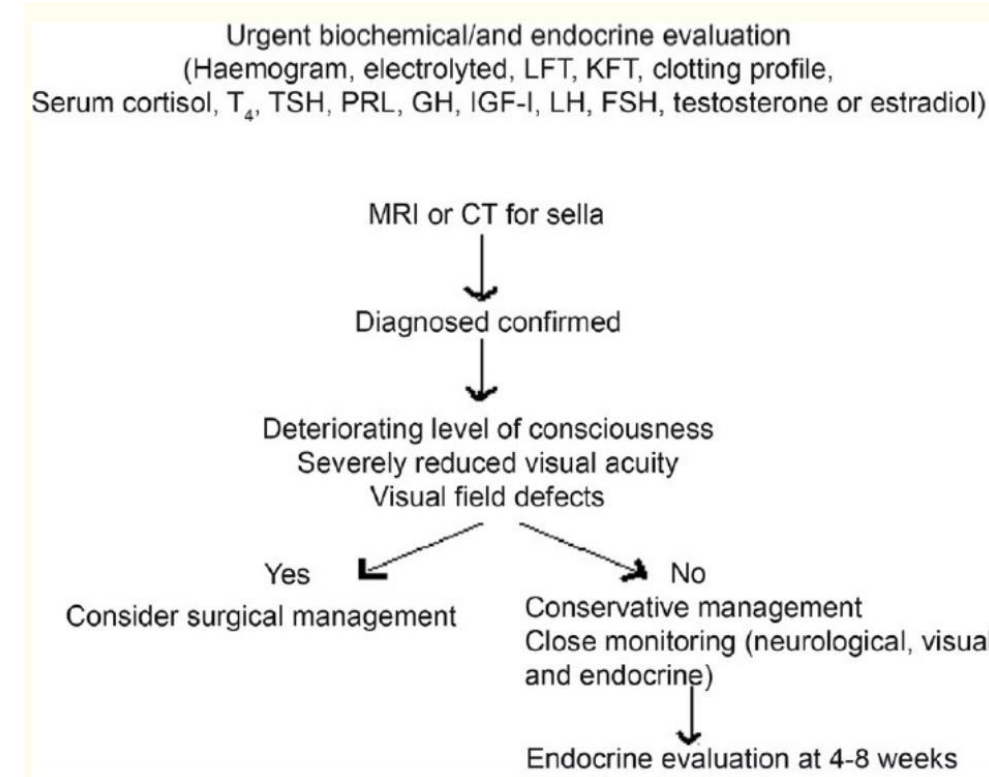 Urgent biochemical/and endocrine evaluation
(Haemogram, electrolyted, LFT, KFT, clotting profile,
Serum cortisol, T₄, TSH, PRL, GH, IGF-I, LH, FSH, testosterone or estradiol)
MRI or CT for sella
Diagnosed confirmed
Deteriorating level of consciousness
Severely reduced visual acuity
Visual field defects
Yes
Consider surgical management
No
Conservative management
Close monitoring (neurological, visual
and endocrine)
Endocrine evaluation at 4-8 weeks